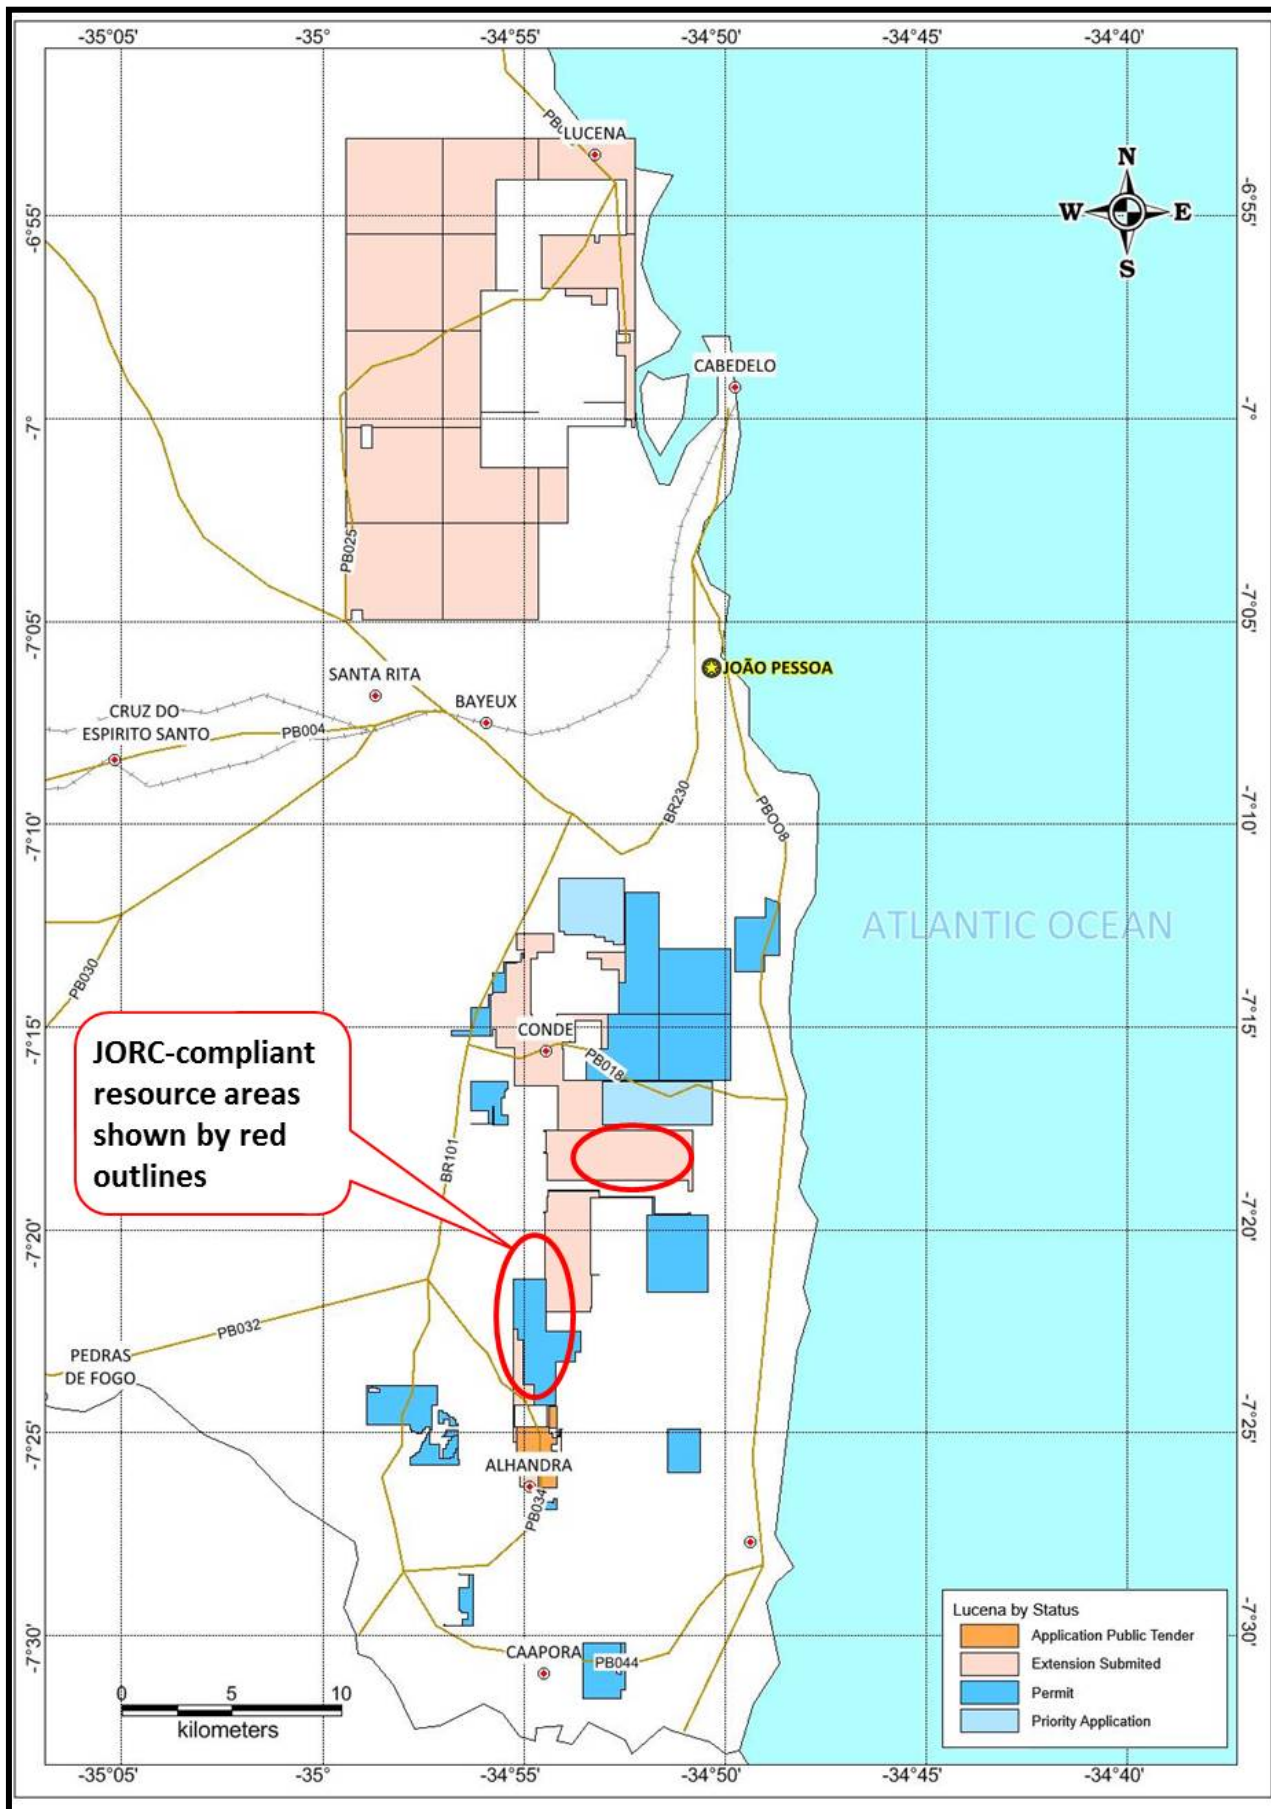 -35°05'
-35°
-34°55'
-34°50'
-34°45'
-34°40'
LUCENA
N
W
E
S
-6°55'
-6°55'
CABEDELO
-7°
-7°
PB025
-7°05'
-7°05'
JOÃO PESSOA
SANTA RITA
BAYEUX
CRUZ DO
ESPIRITO SANTO
PB004
BR230
PBOO8
-7°10'
-7°10'
ATLANTIC OCEAN
PB030
-7°15'
-7°15'
CONDE
PB018
JORC-compliant
resource areas
shown by red
outlines
BR101
-7°20'
-7°20'
PB032
PEDRAS
DE FOGO
-7°25'
-7°25'
ALHANDRA
PB034
-7°30'
-7°30'
CAAPORA
PB044
Lucena by Status
Application Public Tender
Extension Submited
Permit
Priority Application
0 5 10
kilometers
-35°05'
-35°
-34°55'
-34°50'
-34°45'
-34°40'